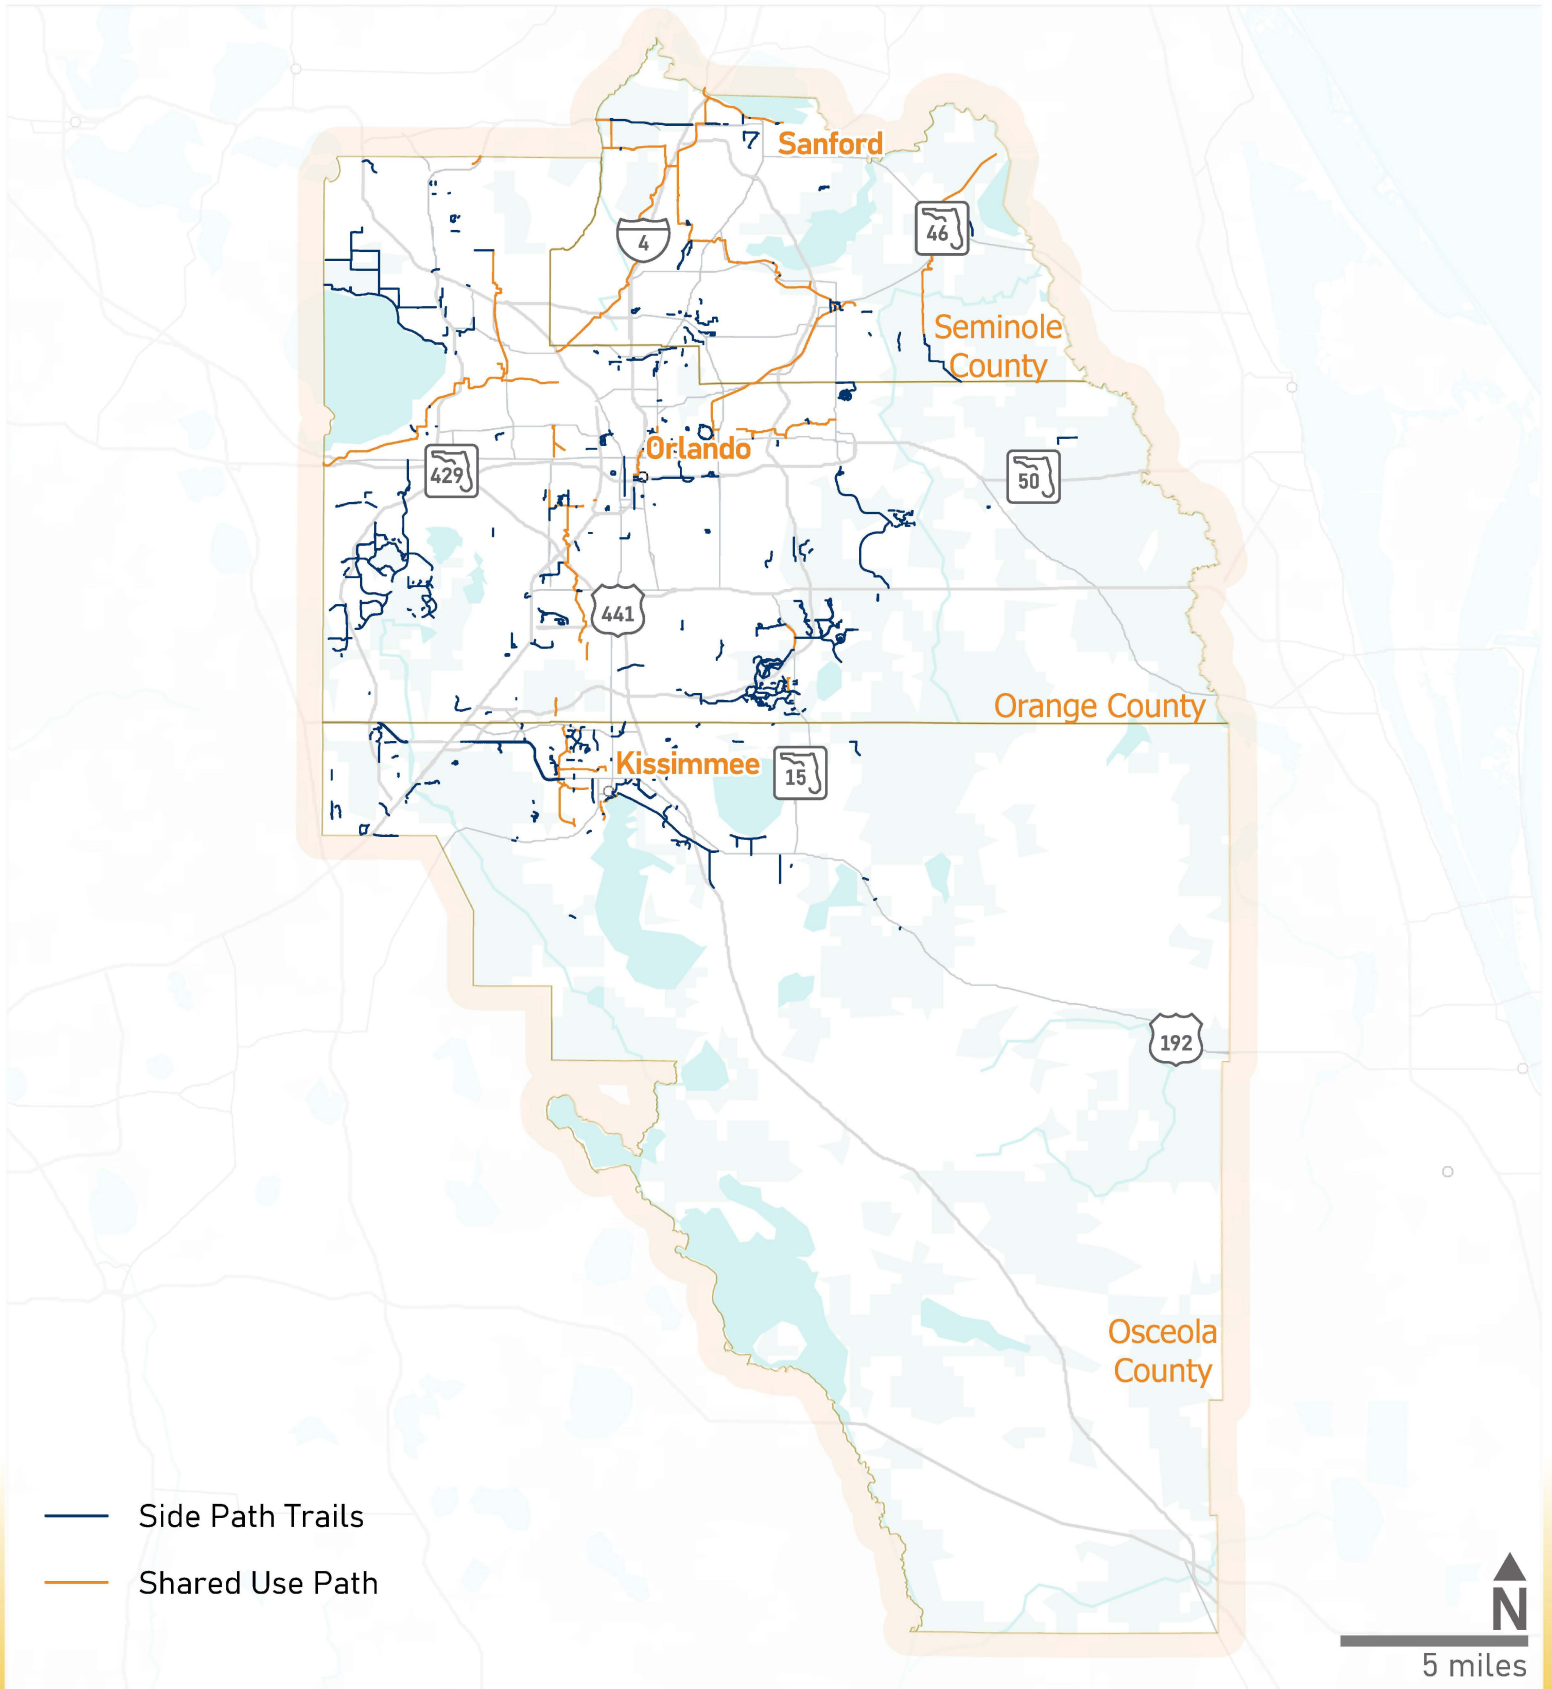 Sanford
4
46
Seminole
County
Orlando
429
50
441
Orange County
Kissimmee
15
192
Osceola
County
Side Path Trails
Shared Use Path
N
5 miles